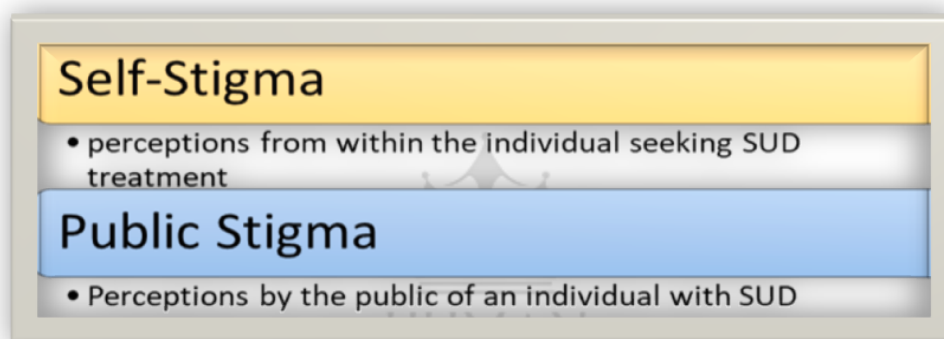 Self-Stigma
• perceptions from within the individual seeking SUD
treatment
Public Stigma
• Perceptions by the public of an individual with SUD